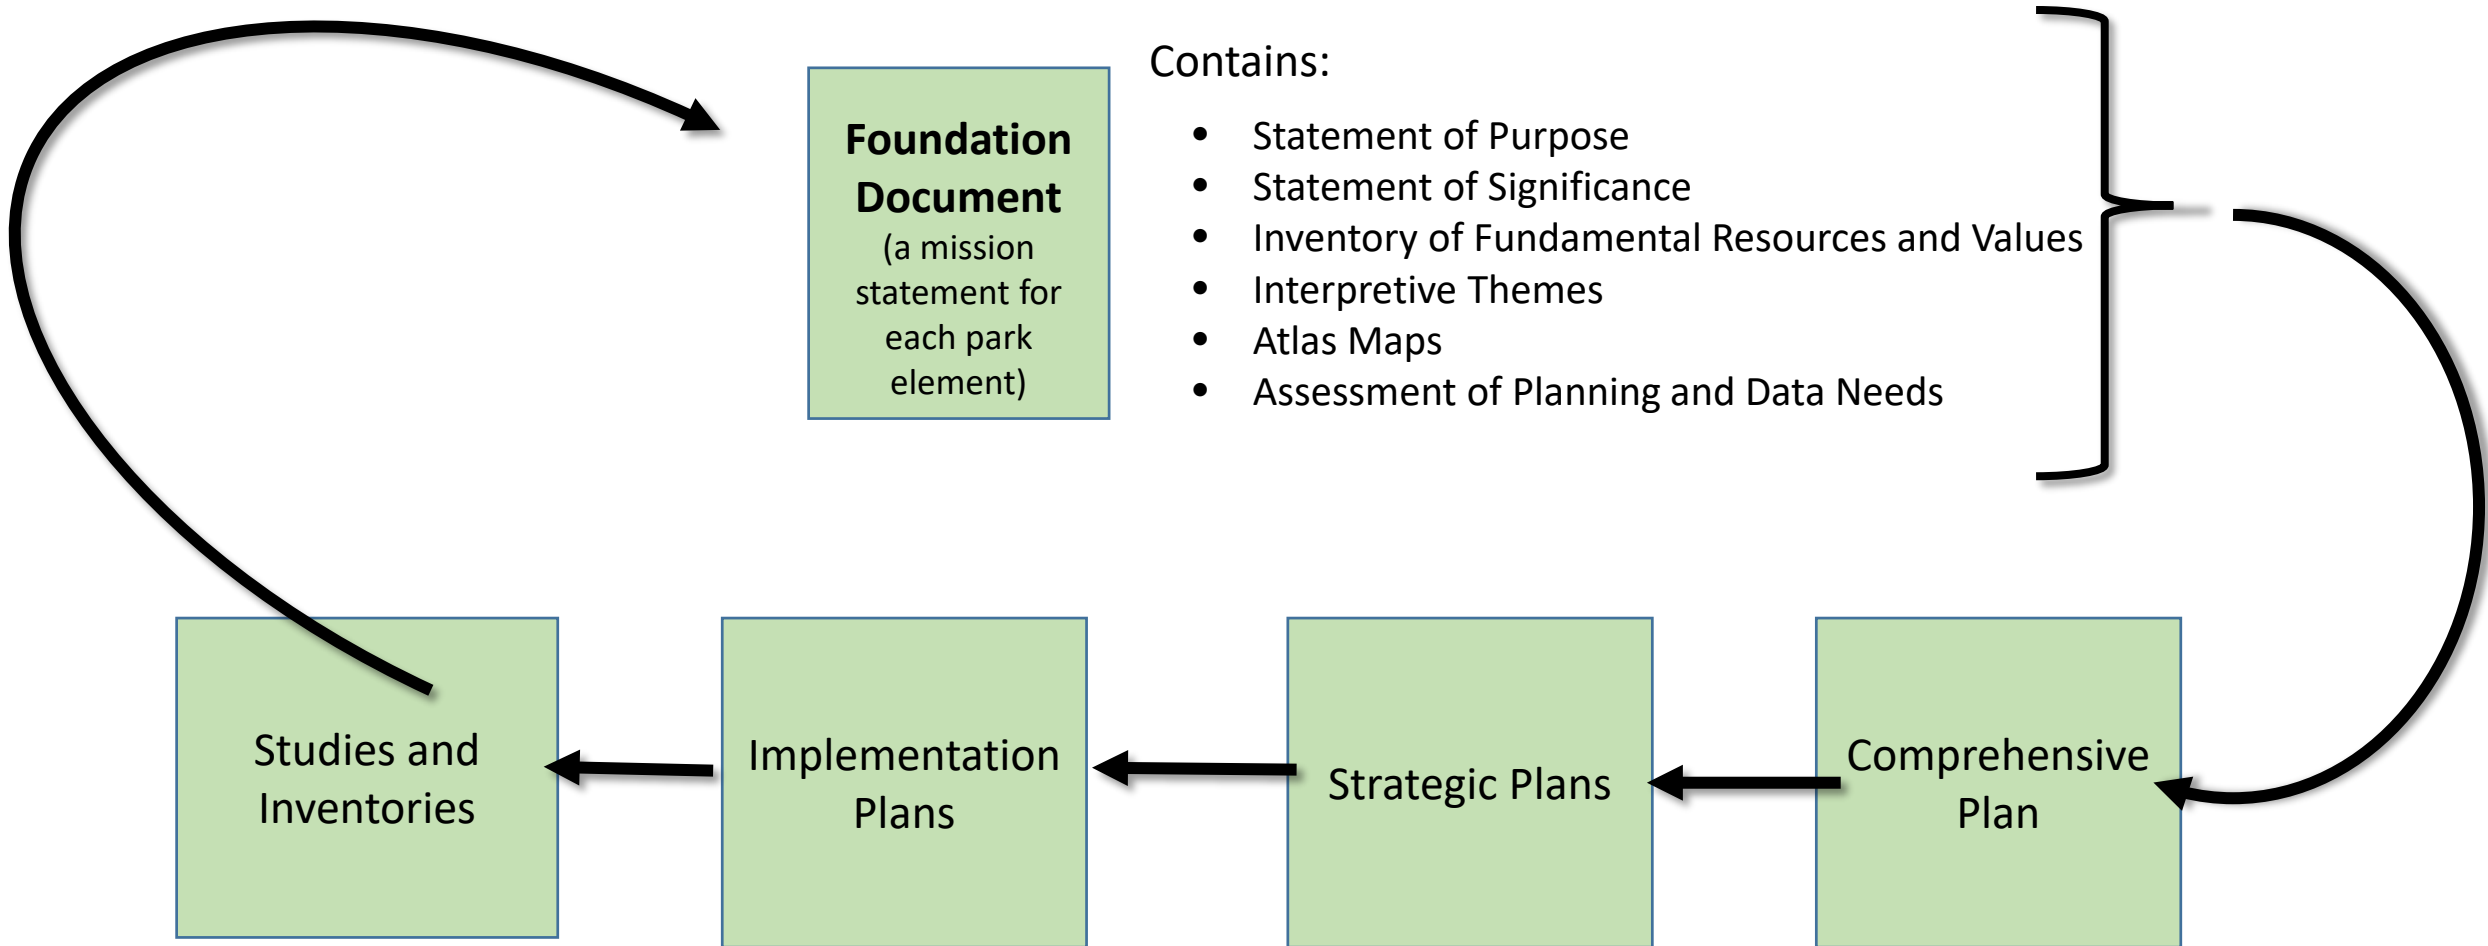 Foundation
Document
(a mission
statement for
each park
element)
Contains:
• Statement of Purpose
• Statement of Significance
• Inventory of Fundamental Resources and Values
• Interpretive Themes
• Atlas Maps
• Assessment of Planning and Data Needs
Studies and
Inventories
Implementation
Plans
Strategic Plans
Comprehensive
Plan